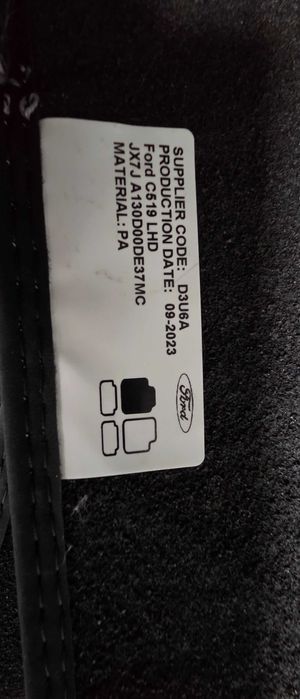 SUPPLIER CODE: D3U6A
PRODUCTION DATE: 09-2023
Ford C519 LHD
JX7J A130D00DE37MC
MATERIAL: PA
Ford